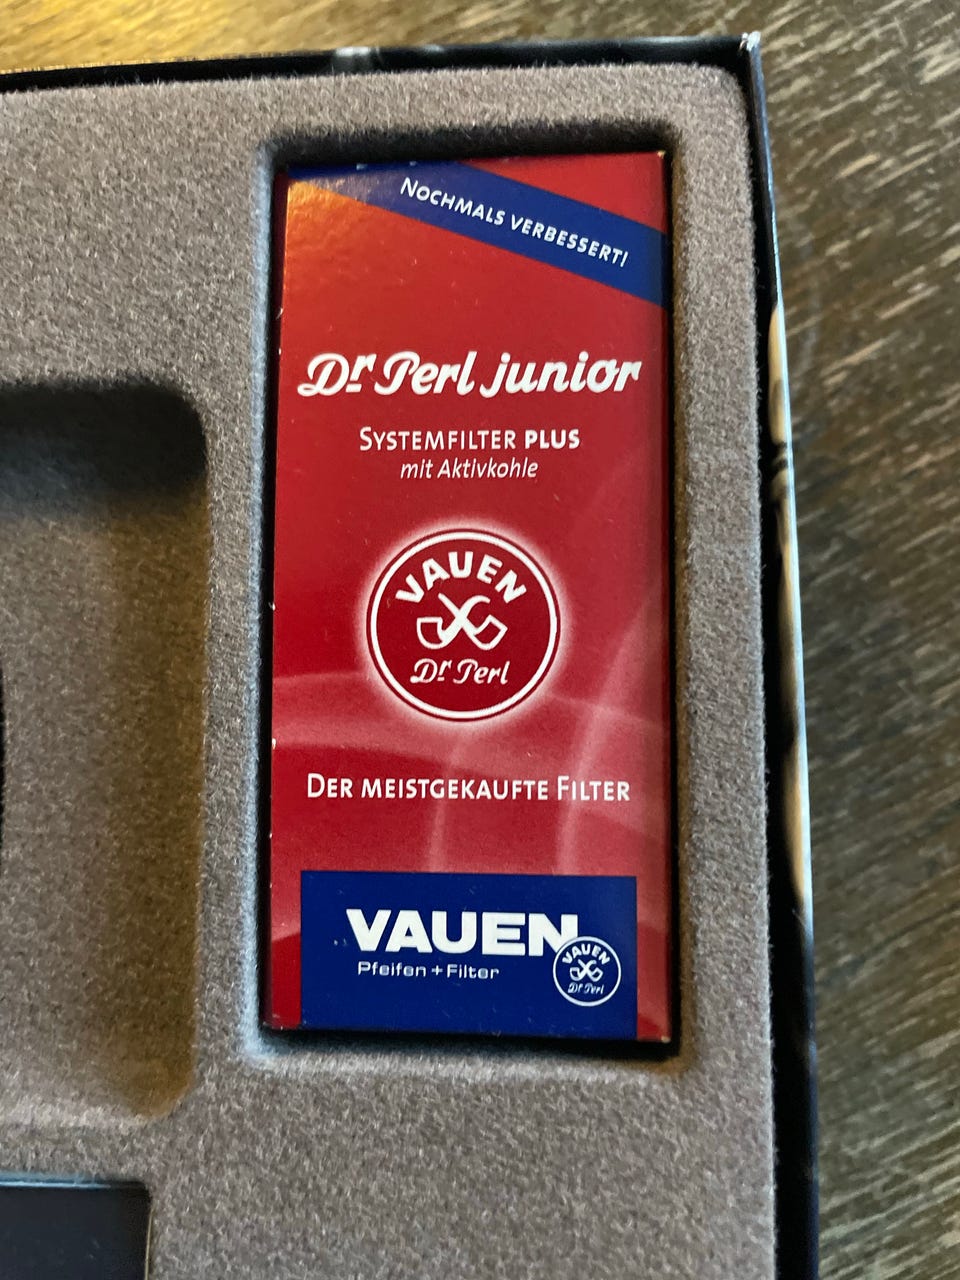 Nochmals verbessert!
Dr Perl junior
Systemfilter PLUS
mit Aktivkohle
VAUEN
Dr Perl
Der meistgekaufte Filter
VAUEN
Pfeifen + Filter
VAUEN
Dr Perl